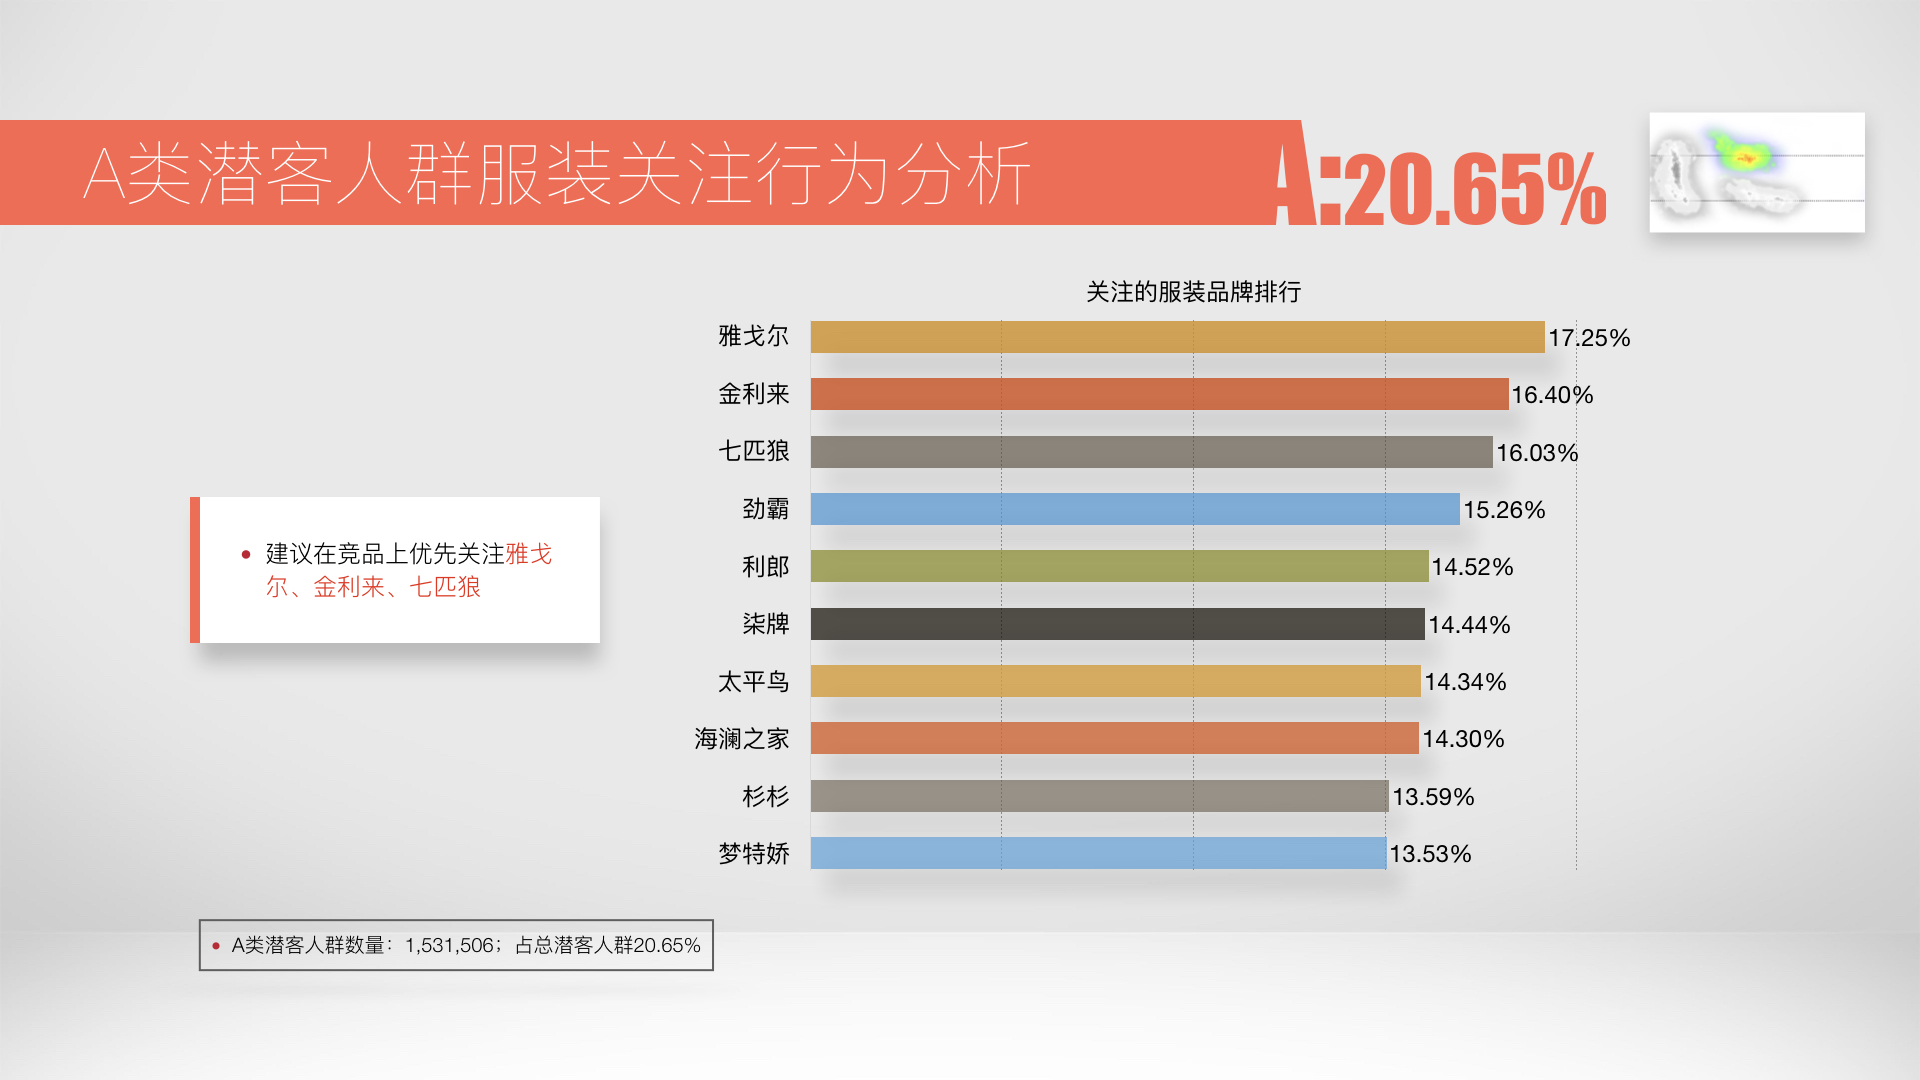 A类潜客人群服装关注行为分析
A:20.65%
关注的服装品牌排行
雅戈尔 17.25%
金利来 16.40%
七匹狼 16.03%
劲霸 15.26%
利郎 14.52%
柒牌 14.44%
太平鸟 14.34%
海澜之家 14.30%
杉杉 13.59%
梦特娇 13.53%
• 建议在竞品上优先关注雅戈
尔、金利来、七匹狼
• A类潜客人群数量：1,531,506；占总潜客人群20.65%